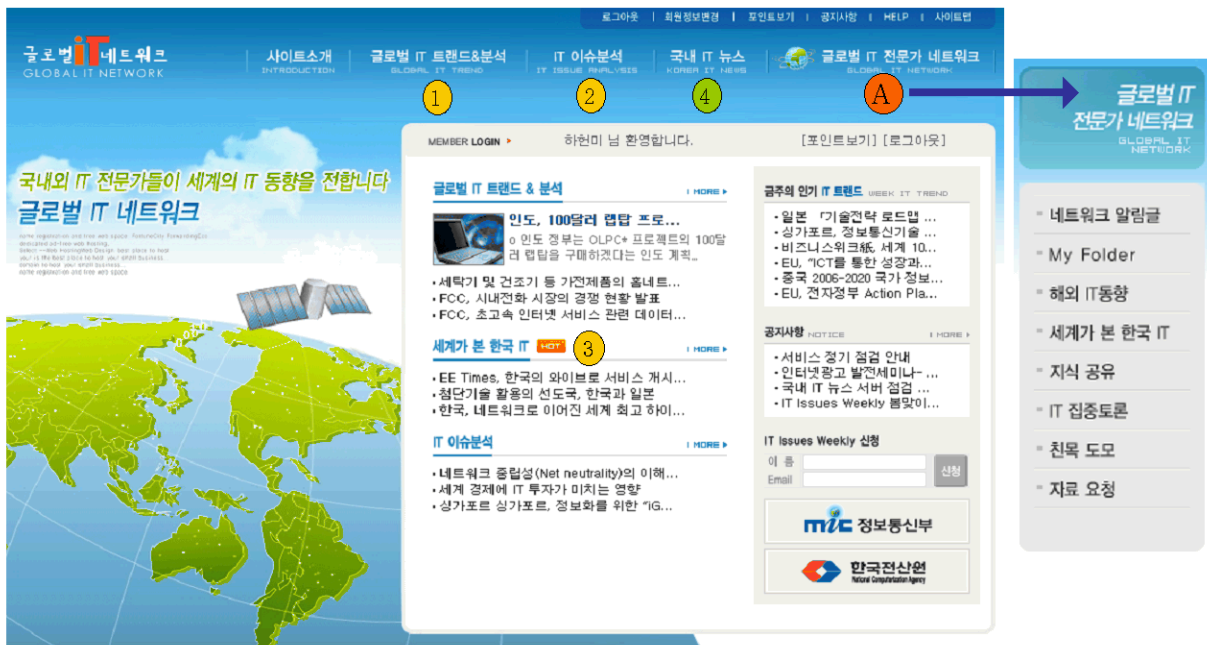 로그아웃 | 회원정보변경 | 포인트보기 | 공지사항 | HELP | 사이트맵
글로벌 IT 네트워크
GLOBAL IT NETWORK
사이트소개
INTRODUCTION
글로벌 IT 트랜드&분석
GLOBAL IT TREND
IT 이슈분석
IT ISSUE ANALYSIS
국내 IT 뉴스
KOREA IT NEWS
글로벌 IT 전문가 네트워크
GLOBAL IT NETWORK
1
2
4
A
MEMBER LOGIN
하헌미 님 환영합니다.
[포인트보기] [로그아웃]
국내외 IT 전문가들이 세계의 IT 동향을 전합니다
글로벌 IT 네트워크
글로벌 IT 트랜드 & 분석
MORE
인도, 100달러 랩탑 프로...
o 인도 정부는 OLPC* 프로젝트의 100달
러 랩탑을 구매하겠다는 인도 계획...
· 세탁기 및 건조기 등 가전제품의 홈네트...
· FCC, 시내전화 시장의 경쟁 현황 발표
· FCC, 초고속 인터넷 서비스 관련 데이터...
세계가 본 한국 IT HOT
3
MORE
· EE Times, 한국의 와이브로 서비스 개시...
· 첨단기술 활용의 선도국, 한국과 일본
· 한국, 네트워크로 이어진 세계 최고 하이...
IT 이슈분석
MORE
· 네트워크 중립성(Net neutrality)의 이해...
· 세계 경제에 IT 투자가 미치는 영향
· 싱가포르 싱가포르, 정보화를 위한 "iG...
금주의 인기 IT 트랜드 WEEK IT TREND
· 일본 「기술전략 로드맵 ...
· 싱가포르, 정보통신기술 ...
· 비즈니스위크紙, 세계 10...
· EU, "ICT를 통한 성장과...
· 중국 2006-2020 국가 정보...
· EU, 전자정부 Action Pla...
공지사항 NOTICE
MORE
· 서비스 정기 점검 안내
· 인터넷광고 발전세미나- ...
· 국내 IT 뉴스 서버 점검 ...
· IT Issues Weekly 봄맞이...
IT Issues Weekly 신청
이 름
Email
신청
mic 정보통신부
한국전산원
National Computerization Agency
글로벌 IT
전문가 네트워크
GLOBAL IT
NETWORK
네트워크 알림글
My Folder
해외 IT동향
세계가 본 한국 IT
지식 공유
IT 집중토론
친목 도모
자료 요청